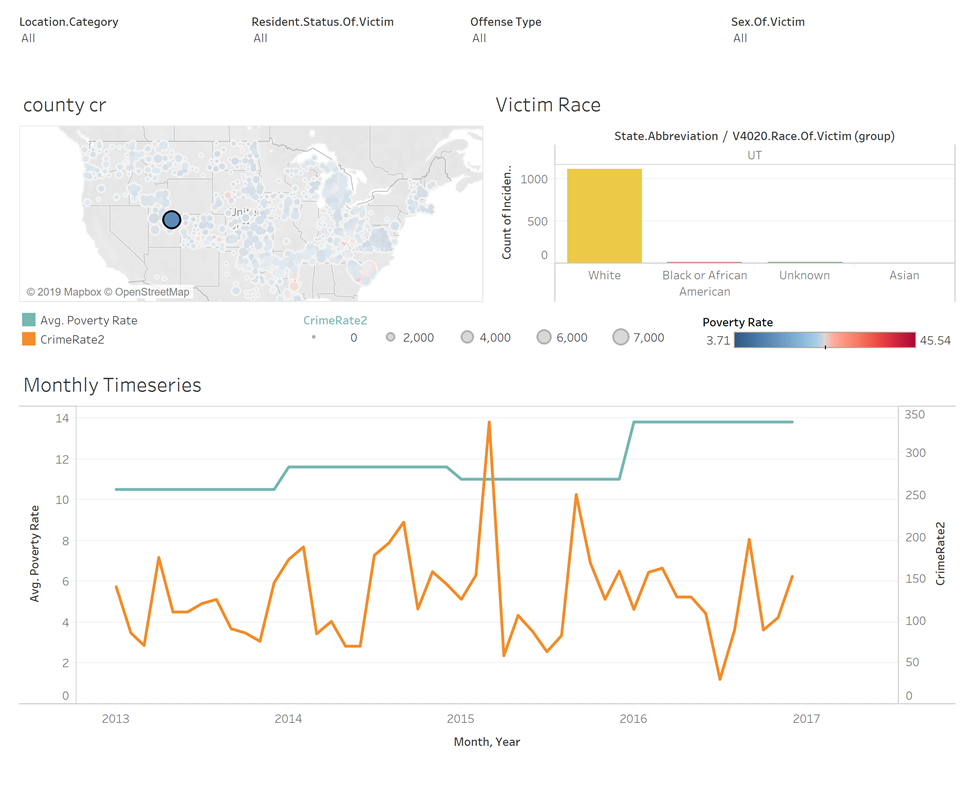 Location.Category
Resident.Status.Of.Victim
Offense Type
Sex.Of.Victim
All
All
All
All
county cr
Victim Race
State.Abbreviation / V4020.Race.Of.Victim (group)
UT
Count of Inciden..
1000
500
0
White
Black or African American
Unknown
Asian
© 2019 Mapbox © OpenStreetMap
Avg. Poverty Rate
CrimeRate2
CrimeRate2
0
2,000
4,000
6,000
7,000
Poverty Rate
3.71
45.54
Monthly Timeseries
Avg. Poverty Rate
14
12
10
8
6
4
2
0
350
300
250
200
150
100
50
0
CrimeRate2
2013
2014
2015
2016
2017
Month, Year